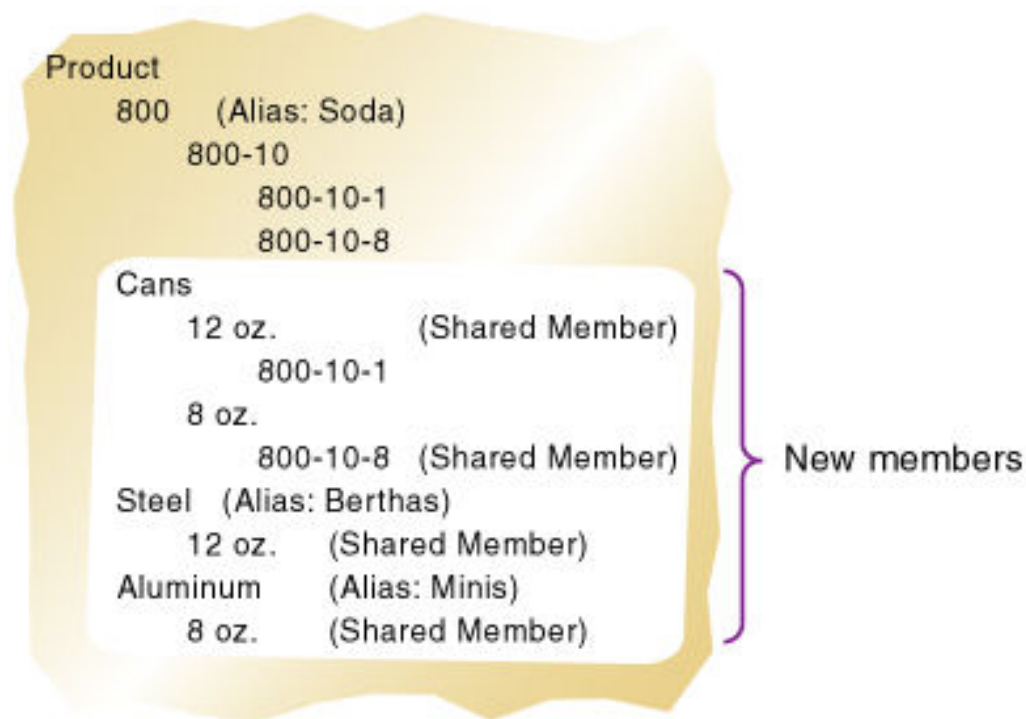 Product
800 (Alias: Soda)
800-10
800-10-1
800-10-8
Cans
12 oz. (Shared Member)
800-10-1
8 oz.
800-10-8 (Shared Member)
Steel (Alias: Berthas)
12 oz. (Shared Member)
Aluminum (Alias: Minis)
8 oz. (Shared Member)
New members